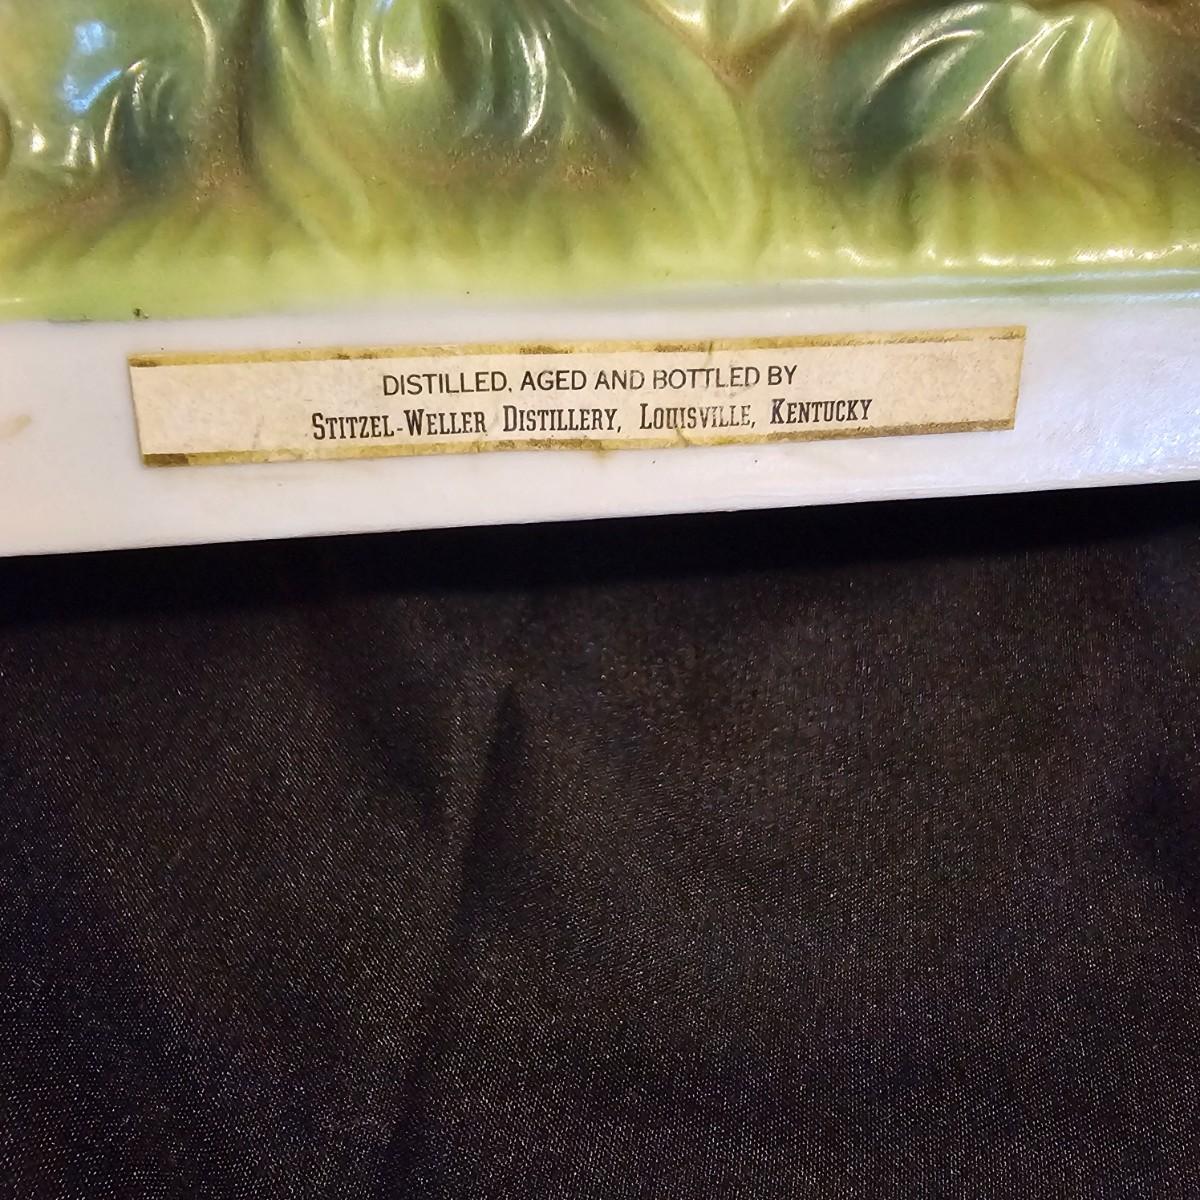 DISTILLED, AGED AND BOTTLED BY
STITZEL-WELLER DISTILLERY, LOUISVILLE, KENTUCKY